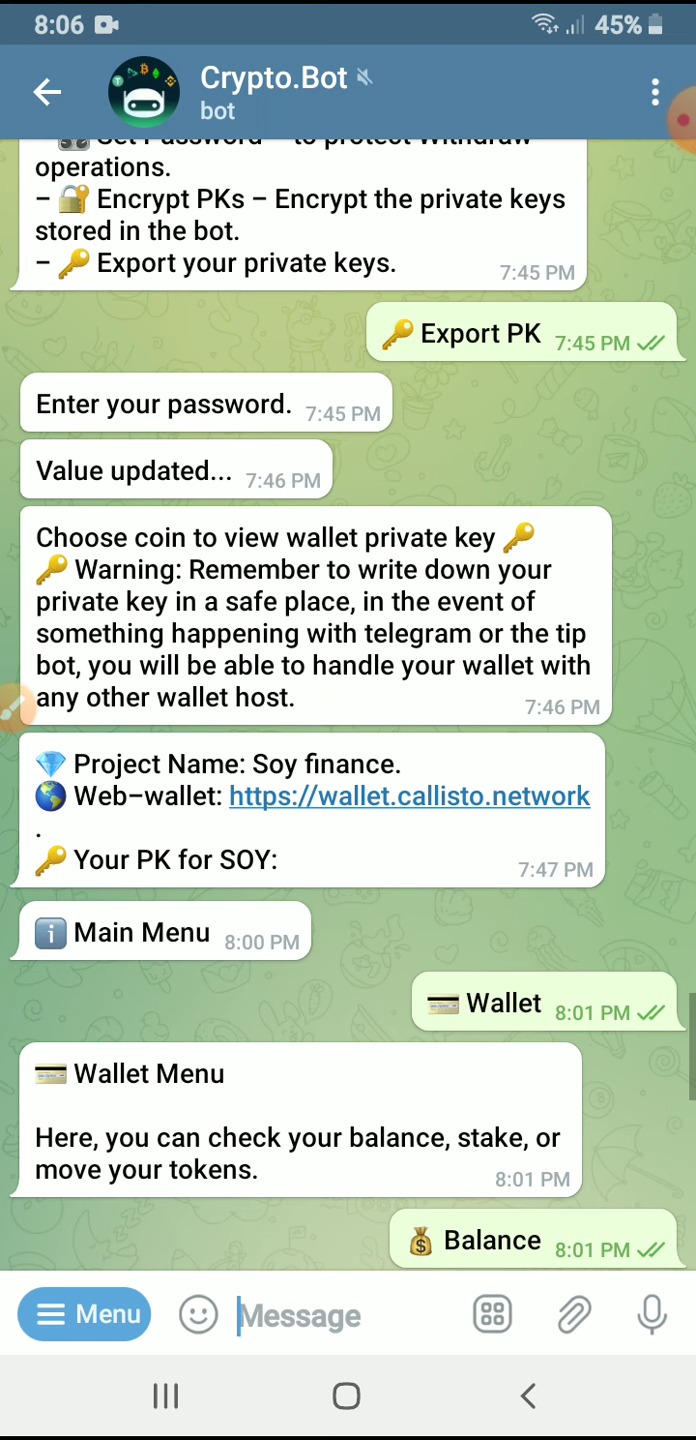 8:06 45%
Crypto.Bot
bot
Set Password – to protect Withdraw
operations.
– 🔐 Encrypt PKs – Encrypt the private keys
stored in the bot.
– 🔑 Export your private keys. 7:45 PM
🔑 Export PK 7:45 PM
Enter your password. 7:45 PM
Value updated... 7:46 PM
Choose coin to view wallet private key 🔑
🔑 Warning: Remember to write down your
private key in a safe place, in the event of
something happening with telegram or the tip
bot, you will be able to handle your wallet with
any other wallet host. 7:46 PM
💎 Project Name: Soy finance.
🌎 Web–wallet: https://wallet.callisto.network
.
🔑 Your PK for SOY: 7:47 PM
ℹ️ Main Menu 8:00 PM
💳 Wallet 8:01 PM
💳 Wallet Menu
Here, you can check your balance, stake, or
move your tokens. 8:01 PM
💰 Balance 8:01 PM
Menu Message